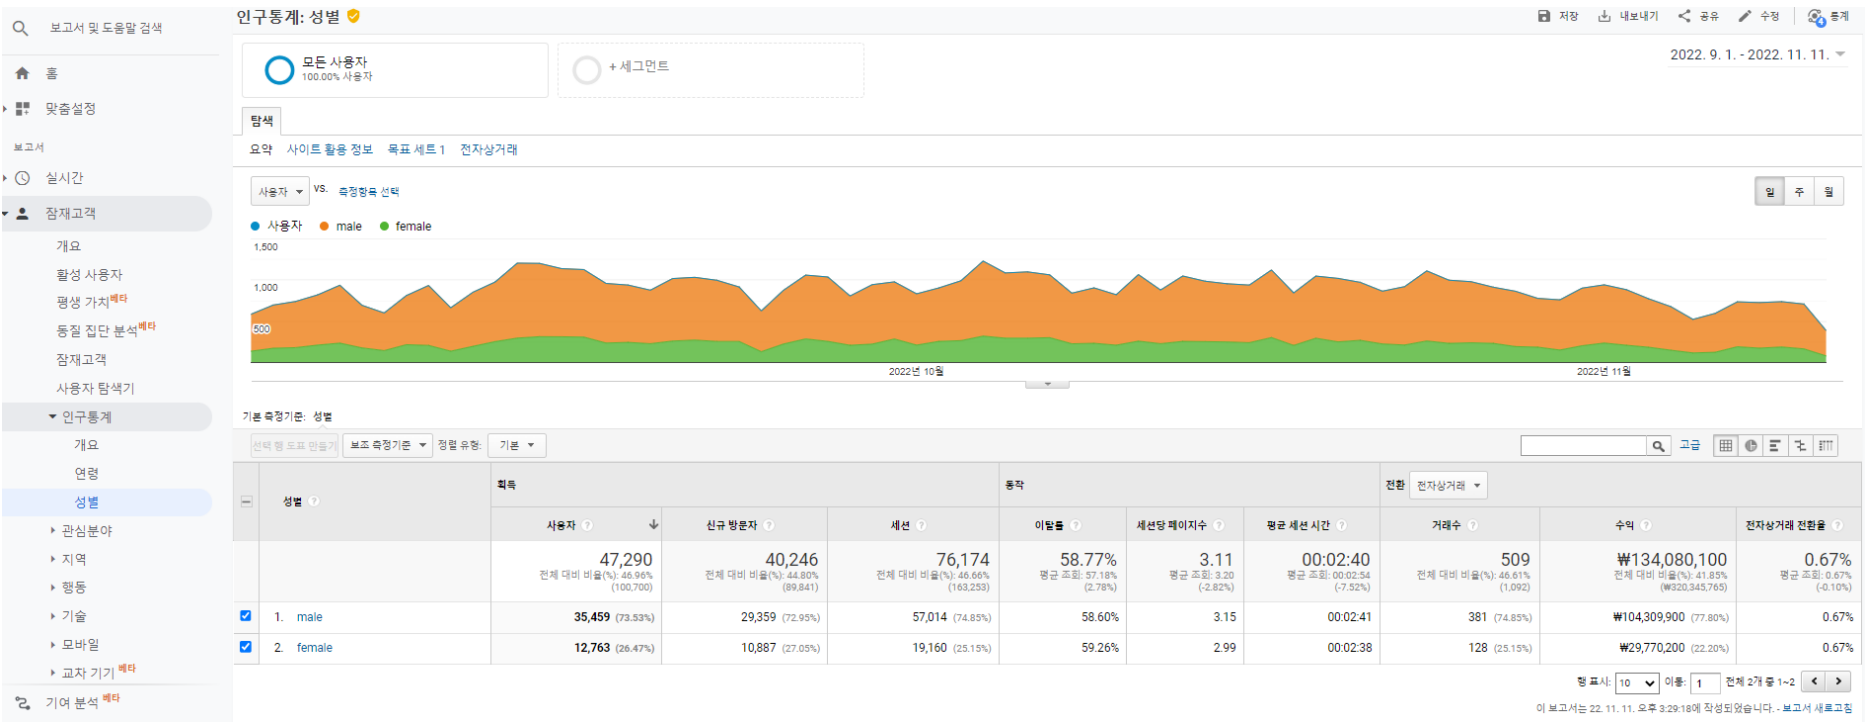 보고서 및 도움말 검색
홈
맞춤설정
보고서
실시간
잠재고객
개요
활성 사용자
평생 가치베타
동질 집단 분석베타
잠재고객
사용자 탐색기
인구통계
개요
연령
성별
관심분야
지역
행동
기술
모바일
교차 기기 베타
기여 분석 베타
인구통계: 성별
저장 내보내기 공유 수정 4 통계
모든 사용자
100.00% 사용자
+ 세그먼트
2022. 9. 1. - 2022. 11. 11.
탐색
요약 사이트 활용 정보 목표 세트 1 전자상거래
사용자 vs. 측정항목 선택
일 주 월
사용자 male female
1,500
1,000
500
2022년 10월 2022년 11월
기본 측정기준: 성별
선택 행 도표 만들기 보조 측정기준 정렬 유형: 기본 고급
성별 획득 동작 전환 전자상거래
사용자 신규 방문자 세션 이탈률 세션당 페이지수 평균 세션 시간 거래수 수익 전자상거래 전환율
47,290 40,246 76,174 58.77% 3.11 00:02:40 509 ₩134,080,100 0.67%
전체 대비 비율(%): 46.96% 전체 대비 비율(%): 44.80% 전체 대비 비율(%): 46.66% 평균 조회: 57.18% 평균 조회: 3.20 평균 조회: 00:02:54 전체 대비 비율(%): 46.61% 전체 대비 비율(%): 41.85% 평균 조회: 0.67%
(100,700) (89,841) (163,253) (2.78%) (-2.82%) (-7.52%) (1,092) (₩320,345,765) (-0.10%)
1. male 35,459 (73.53%) 29,359 (72.95%) 57,014 (74.85%) 58.60% 3.15 00:02:41 381 (74.85%) ₩104,309,900 (77.80%) 0.67%
2. female 12,763 (26.47%) 10,887 (27.05%) 19,160 (25.15%) 59.26% 2.99 00:02:38 128 (25.15%) ₩29,770,200 (22.20%) 0.67%
행 표시: 10 이동: 1 전체 2개 중 1~2
이 보고서는 22. 11. 11. 오후 3:29:18에 작성되었습니다. - 보고서 새로고침